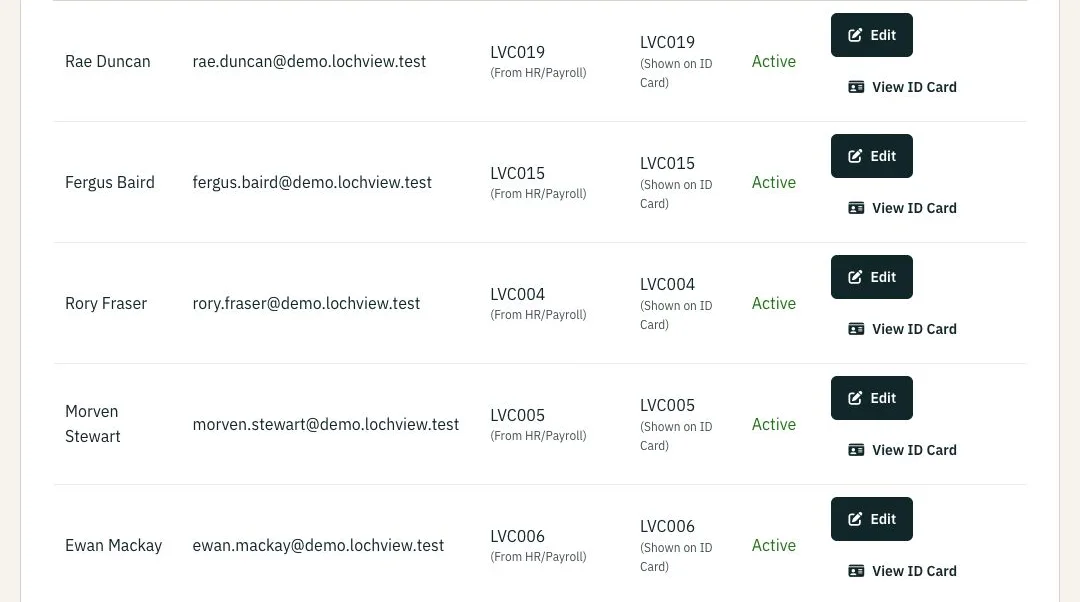 Rae Duncan
rae.duncan@demo.lochview.test
LVC019
(From HR/Payroll)
LVC019
(Shown on ID
Card)
Active
Edit
View ID Card
Fergus Baird
fergus.baird@demo.lochview.test
LVC015
(From HR/Payroll)
LVC015
(Shown on ID
Card)
Active
Edit
View ID Card
Rory Fraser
rory.fraser@demo.lochview.test
LVC004
(From HR/Payroll)
LVC004
(Shown on ID
Card)
Active
Edit
View ID Card
Morven
Stewart
morven.stewart@demo.lochview.test
LVC005
(From HR/Payroll)
LVC005
(Shown on ID
Card)
Active
Edit
View ID Card
Ewan Mackay
ewan.mackay@demo.lochview.test
LVC006
(From HR/Payroll)
LVC006
(Shown on ID
Card)
Active
Edit
View ID Card